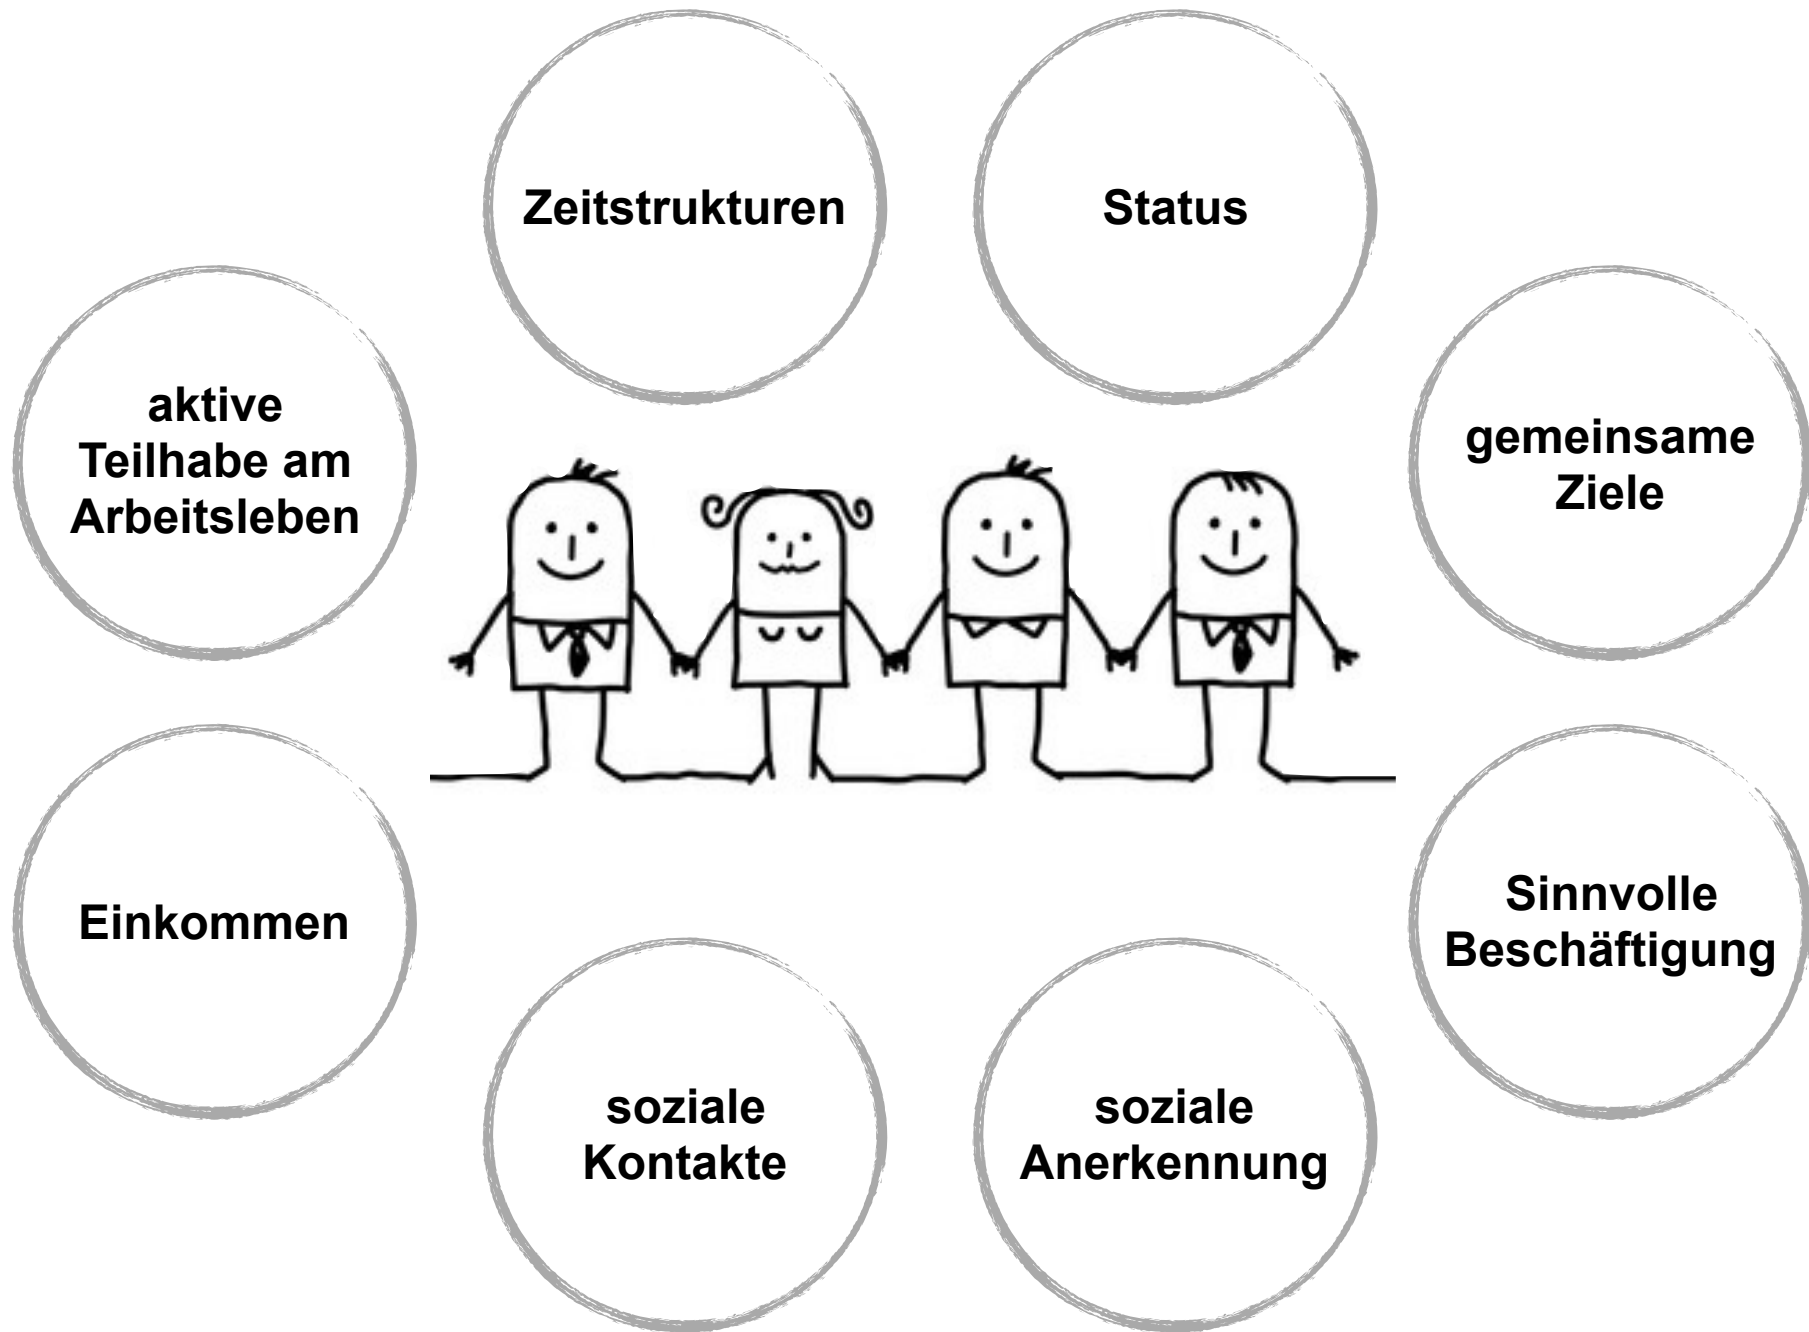 Zeitstrukturen
Status
aktive
Teilhabe am
Arbeitsleben
gemeinsame
Ziele
Einkommen
Sinnvolle
Beschäftigung
soziale
Kontakte
soziale
Anerkennung